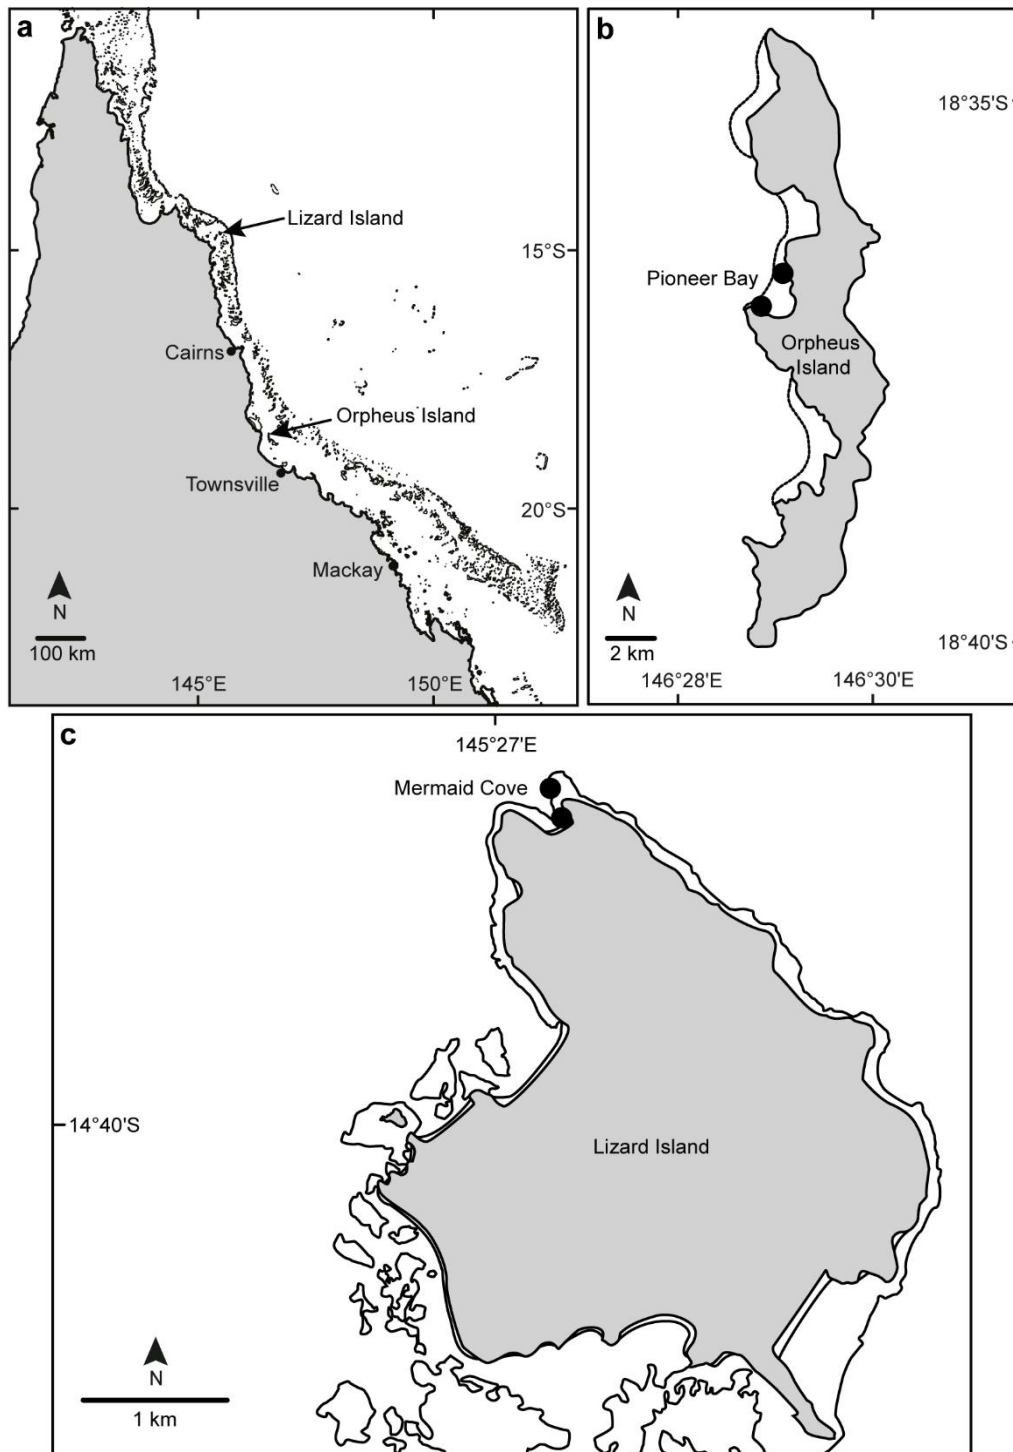 a
Lizard Island
15°S
Cairns
Orpheus Island
Townsville
20°S
Mackay
N
100 km
145°E
150°E
b
18°35'S
Pioneer Bay
Orpheus
Island
N
2 km
18°40'S
146°28'E
146°30'E
c
145°27'E
Mermaid Cove
14°40'S
Lizard Island
N
1 km